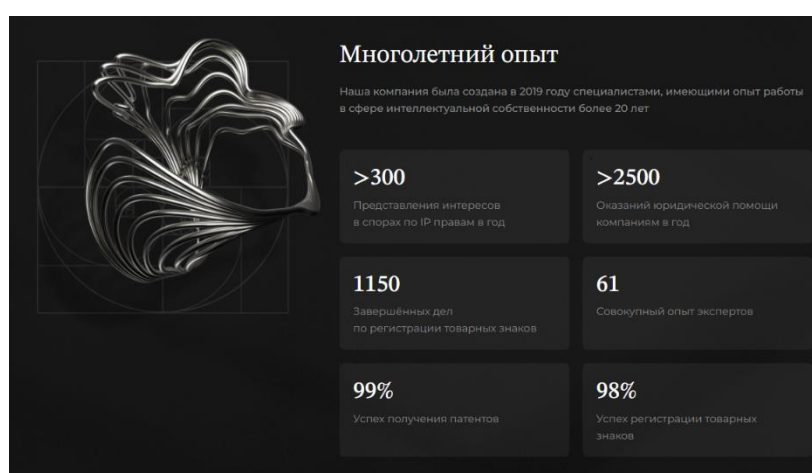 Многолетний опыт
Наша компания была создана в 2019 году специалистами, имеющими опыт работы
в сфере интеллектуальной собственности более 20 лет
>300
Представления интересов
в спорах по IP правам в год
>2500
Оказаний юридической помощи
компаниям в год
1150
Завершённых дел
по регистрации товарных знаков
61
Совокупный опыт экспертов
99%
Успех получения патентов
98%
Успех регистрации товарных
знаков